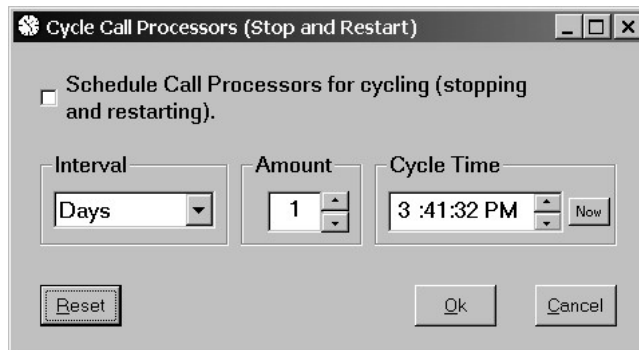 Cycle Call Processors (Stop and Restart)
Schedule Call Processors for cycling (stopping
and restarting).
Interval Amount Cycle Time
Days 1 3 :41:32 PM Now
Reset Ok Cancel